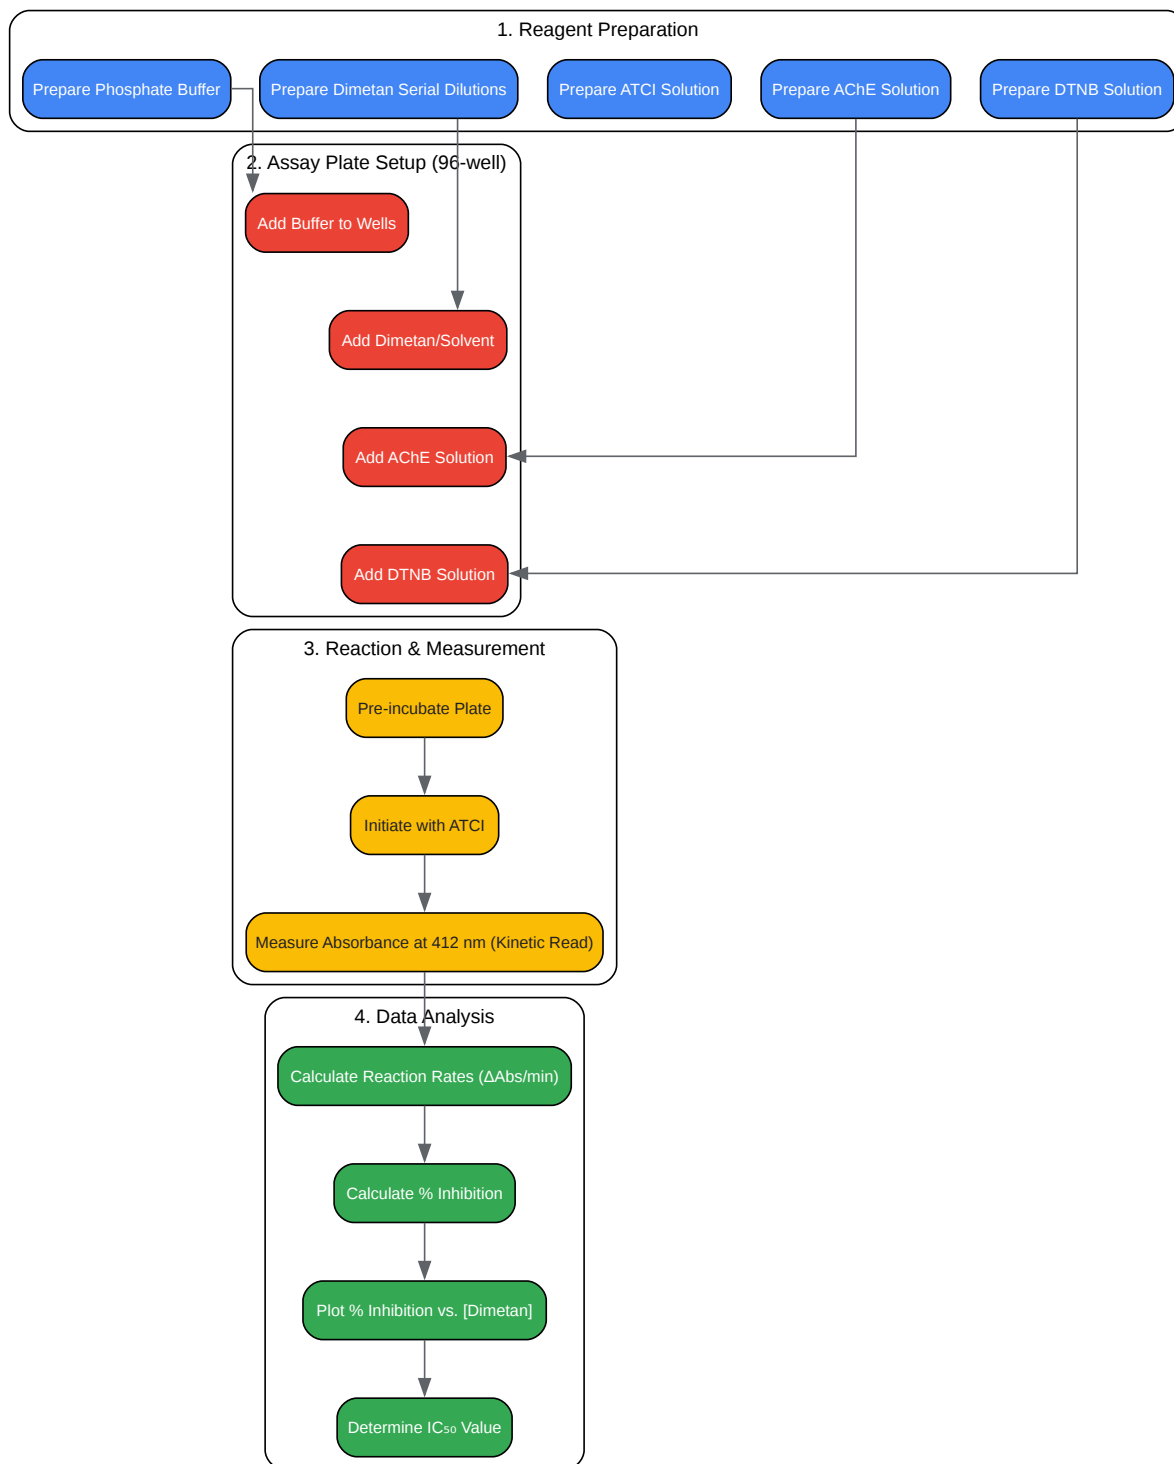 1. Reagent Preparation
Prepare Phosphate Buffer
Prepare Dimetan Serial Dilutions
Prepare ATCI Solution
Prepare AChE Solution
Prepare DTNB Solution
2. Assay Plate Setup (96-well)
Add Buffer to Wells
Add Dimetan/Solvent
Add AChE Solution
Add DTNB Solution
3. Reaction & Measurement
Pre-incubate Plate
Initiate with ATCI
Measure Absorbance at 412 nm (Kinetic Read)
4. Data Analysis
Calculate Reaction Rates (ΔAbs/min)
Calculate % Inhibition
Plot % Inhibition vs. [Dimetan]
Determine IC₅₀ Value